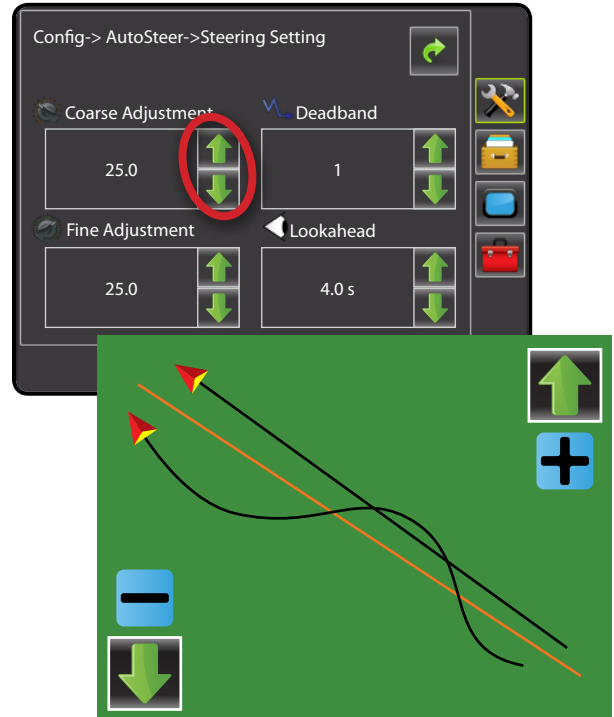 Config-> AutoSteer->Steering Setting
Coarse Adjustment
Deadband
25.0
1
Fine Adjustment
Lookahead
25.0
4.0 s